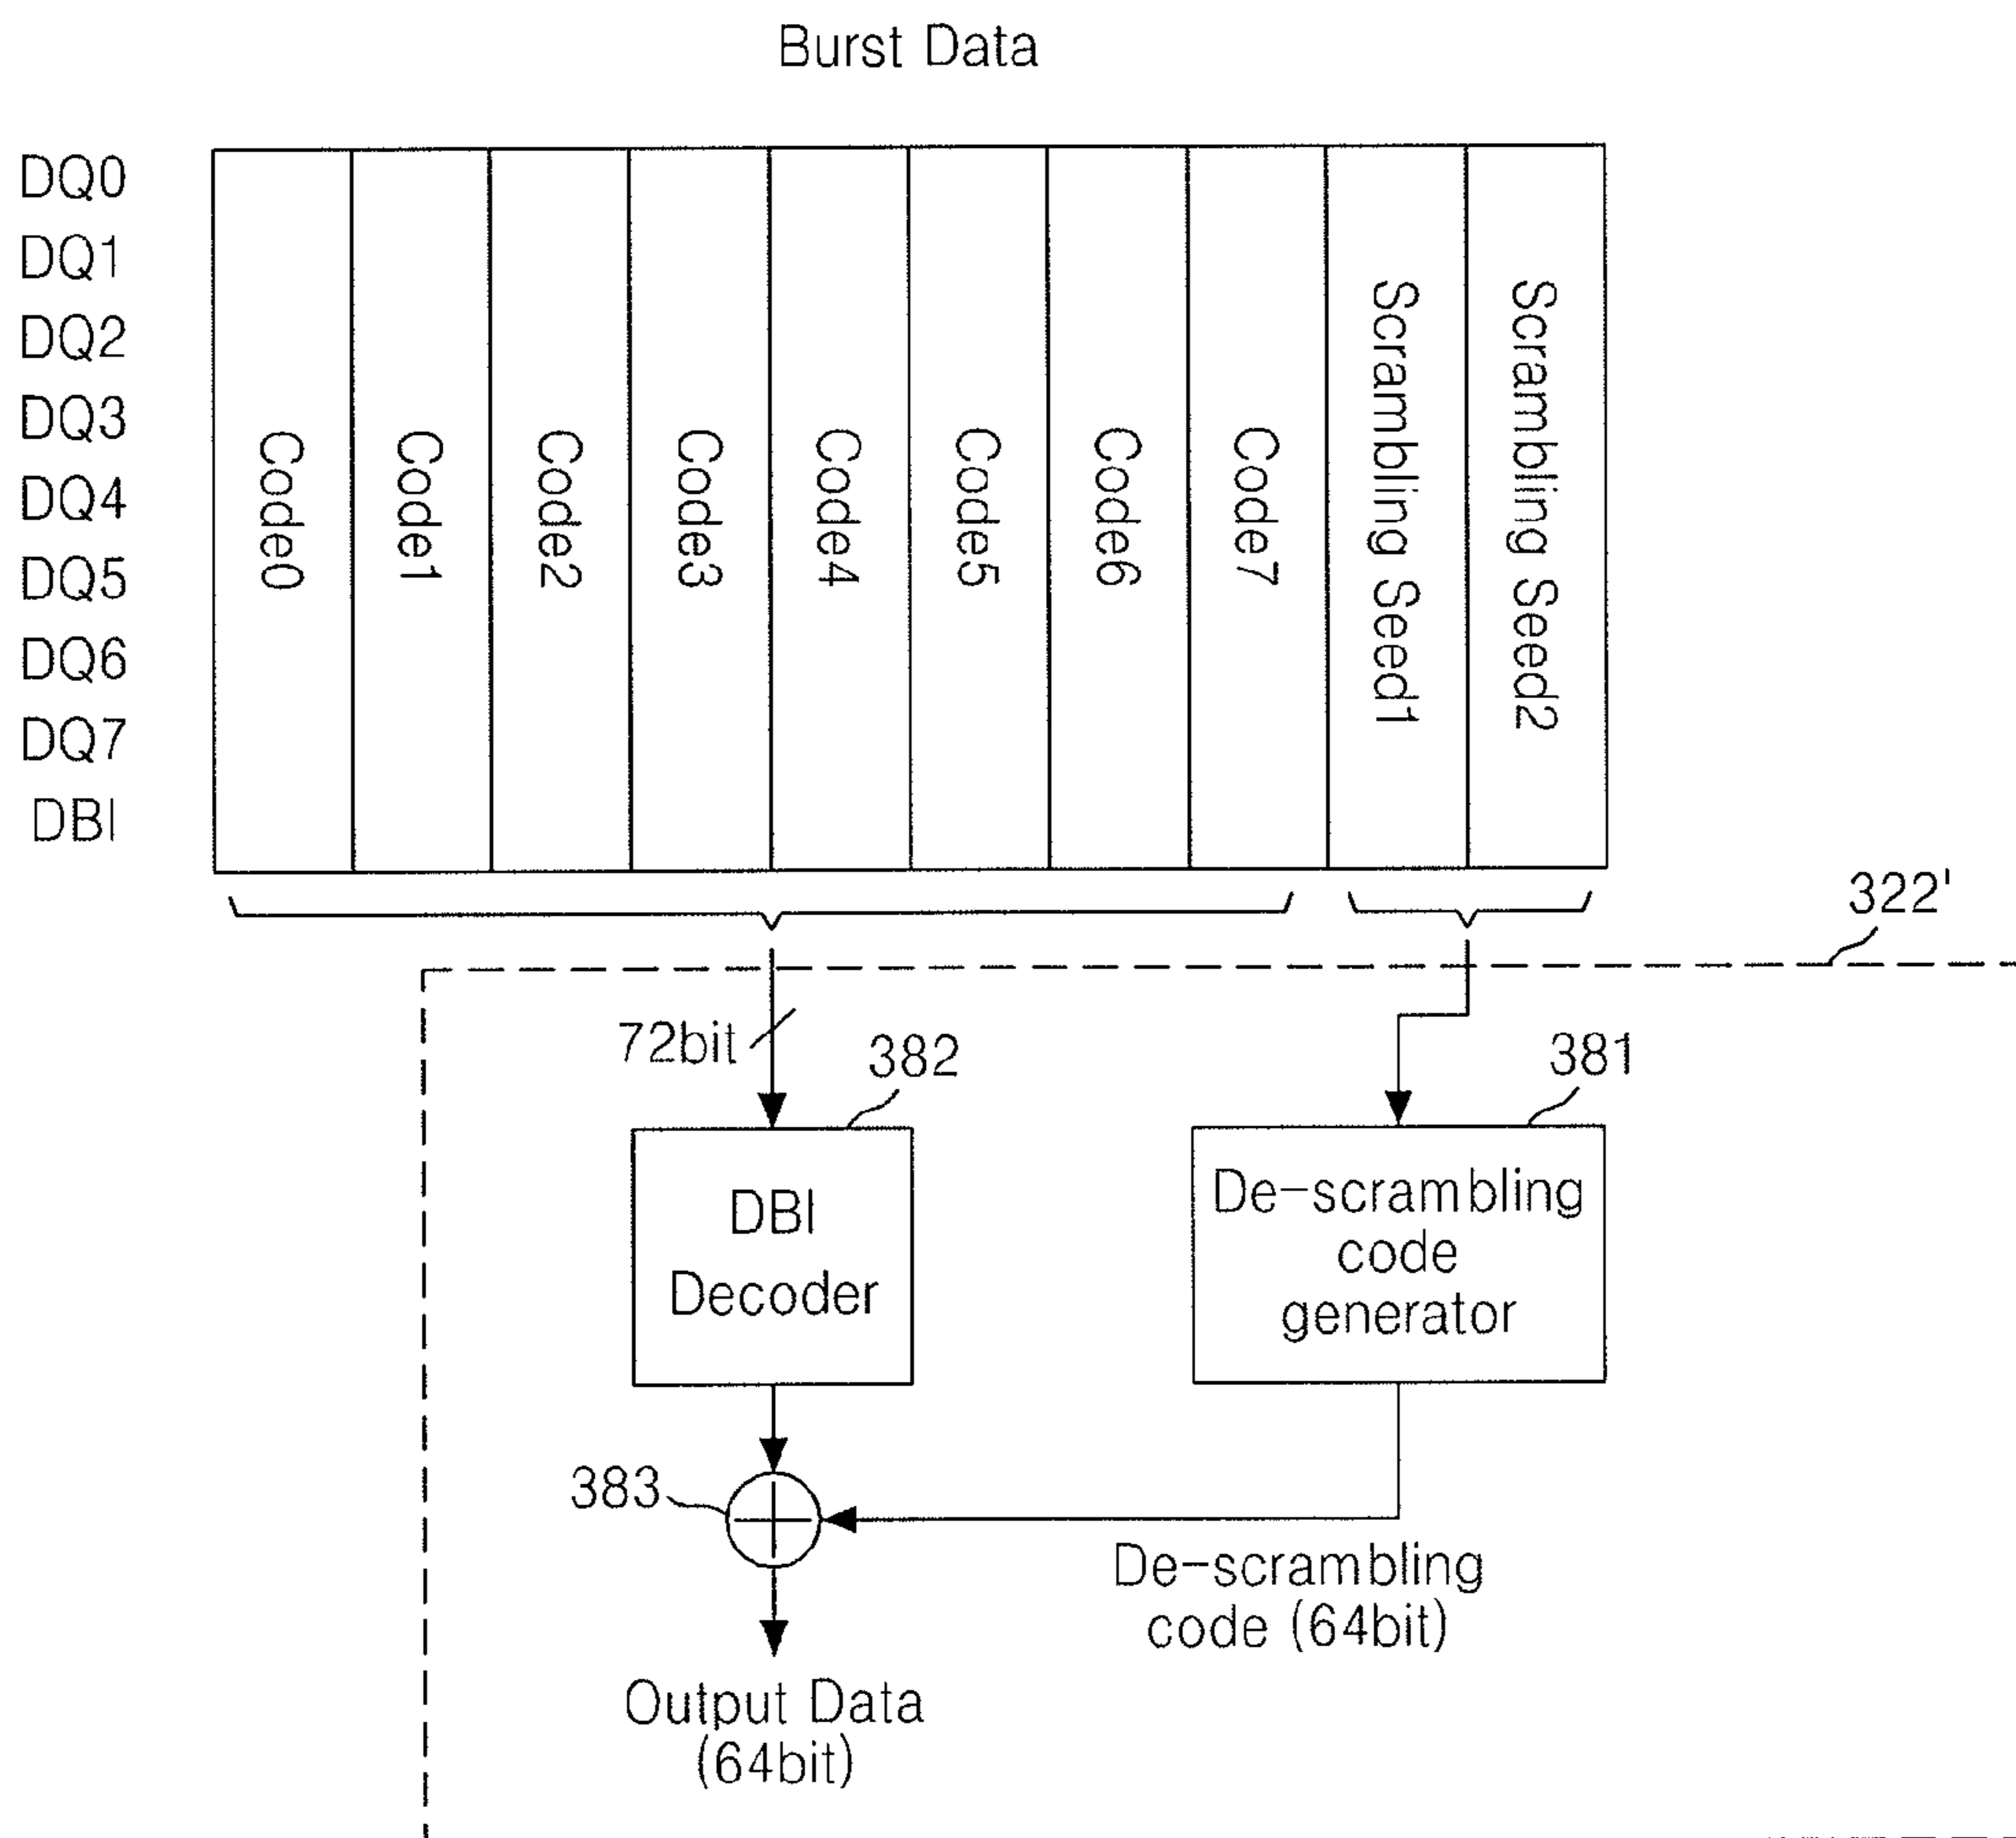 Burst Data
DQ0
DQ1
DQ2
DQ3
DQ4
DQ5
DQ6
DQ7
DBI
Code0
Code1
Code2
Code3
Code4
Code5
Code6
Code7
Scrambling Seed1
Scrambling Seed2
322'
72bit
382
381
DBI
Decoder
De-scrambling
code
generator
383
De-scrambling
code (64bit)
Output Data
(64bit)